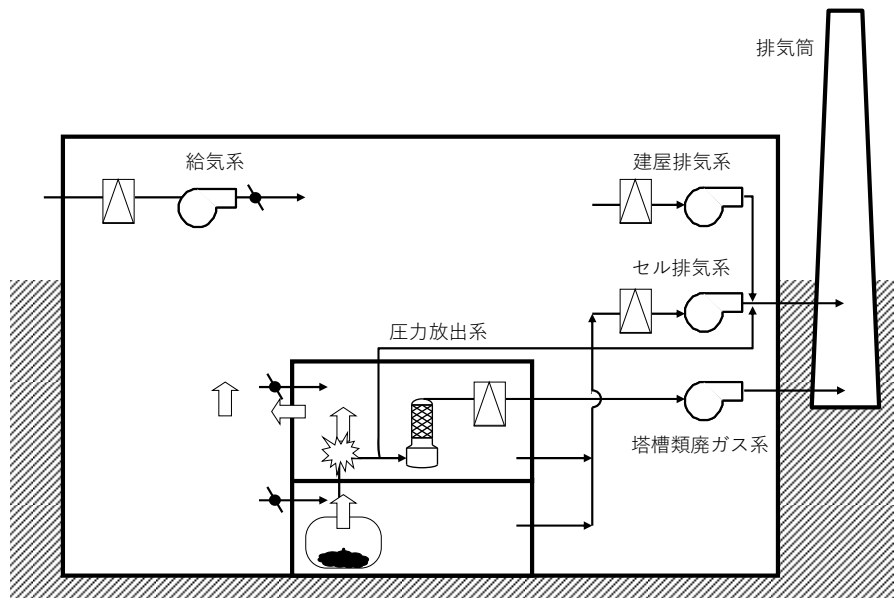 排気筒
給気系
建屋排気系
セル排気系
圧力放出系
塔槽類廃ガス系